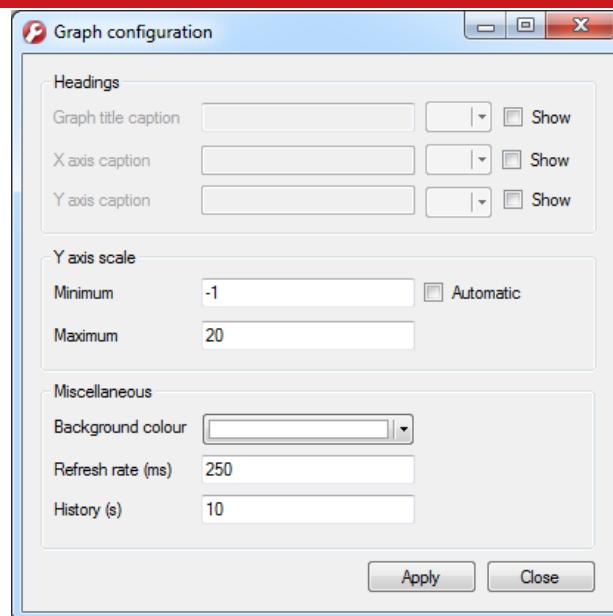 Graph configuration
Headings
Graph title caption Show
X axis caption Show
Y axis caption Show
Y axis scale
Minimum -1 Automatic
Maximum 20
Miscellaneous
Background colour
Refresh rate (ms) 250
History (s) 10
Apply Close